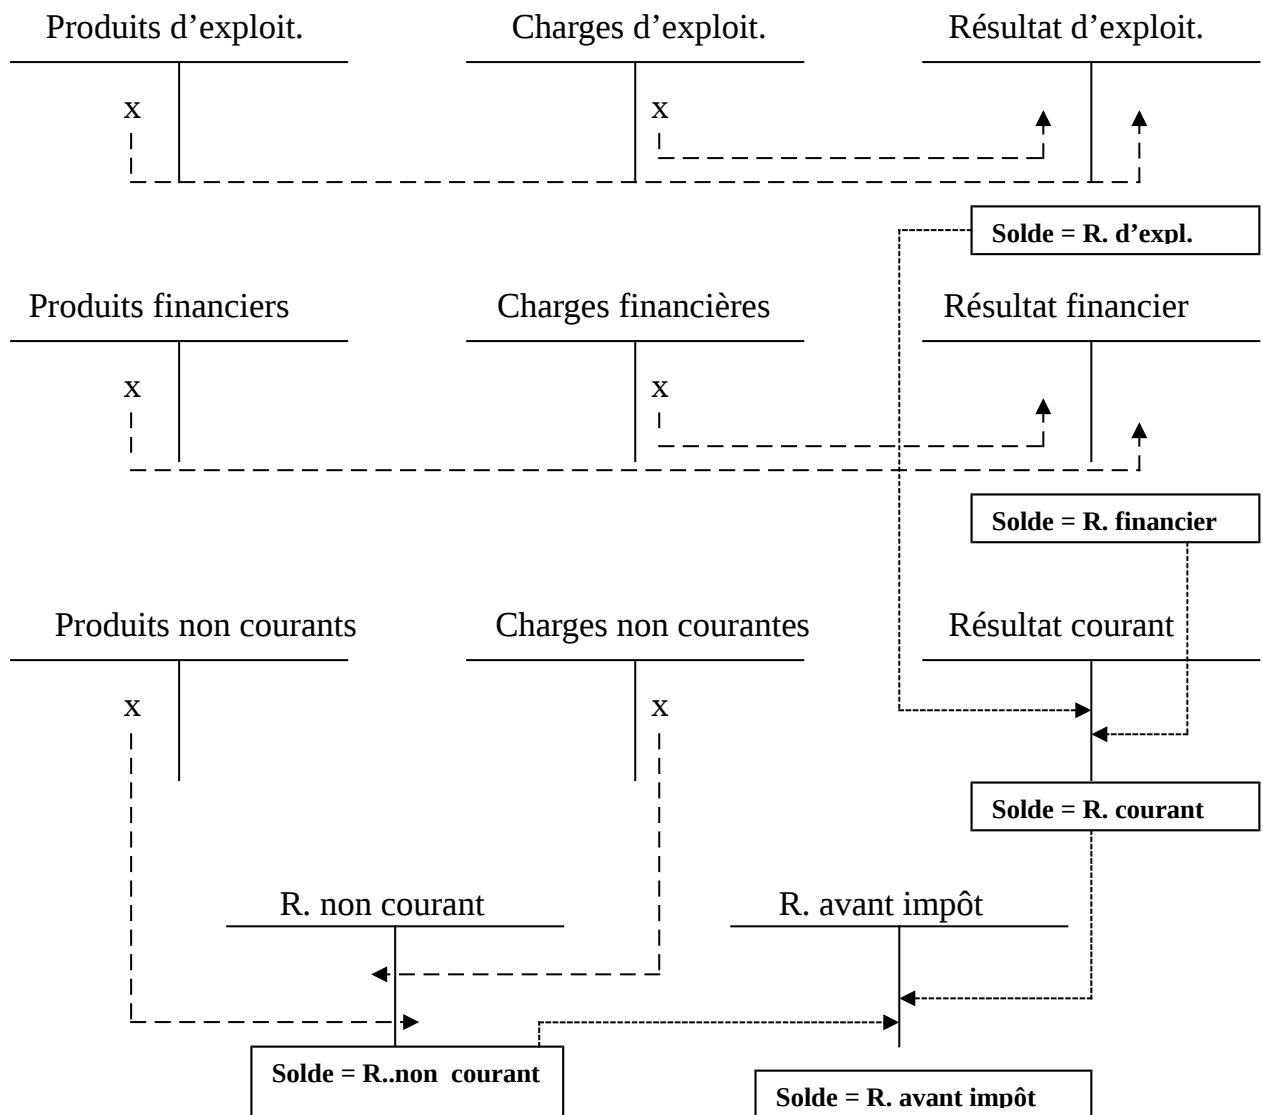 Produits d’exploit. Charges d’exploit. Résultat d’exploit.
x x
Solde = R. d’expl.
Produits financiers Charges financières Résultat financier
x x
Solde = R. financier
Produits non courants Charges non courantes Résultat courant
x x
Solde = R. courant
R. non courant R. avant impôt
Solde = R..non courant
Solde = R. avant impôt